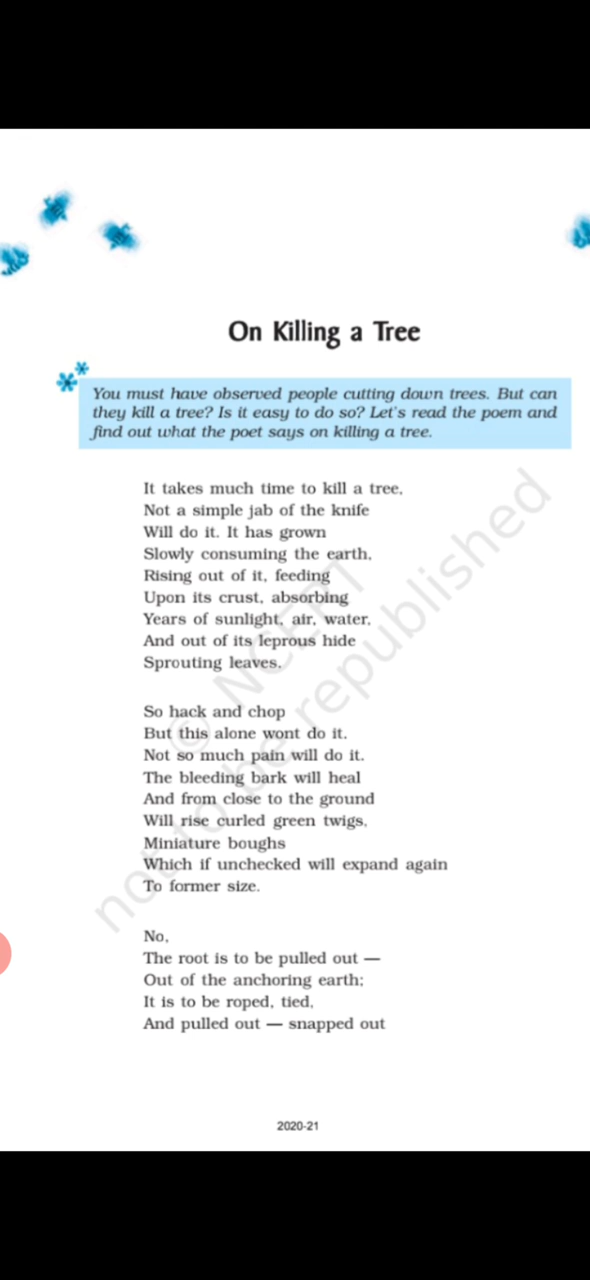 On Killing a Tree
You must have observed people cutting down trees. But can
they kill a tree? Is it easy to do so? Let's read the poem and
find out what the poet says on killing a tree.
It takes much time to kill a tree,
Not a simple jab of the knife
Will do it. It has grown
Slowly consuming the earth,
Rising out of it, feeding
Upon its crust, absorbing
Years of sunlight, air, water,
And out of its leprous hide
Sprouting leaves.
So hack and chop
But this alone wont do it.
Not so much pain will do it.
The bleeding bark will heal
And from close to the ground
Will rise curled green twigs,
Miniature boughs
Which if unchecked will expand again
To former size.
No,
The root is to be pulled out —
Out of the anchoring earth;
It is to be roped, tied,
And pulled out — snapped out
2020-21
© NCERT
not to be republished